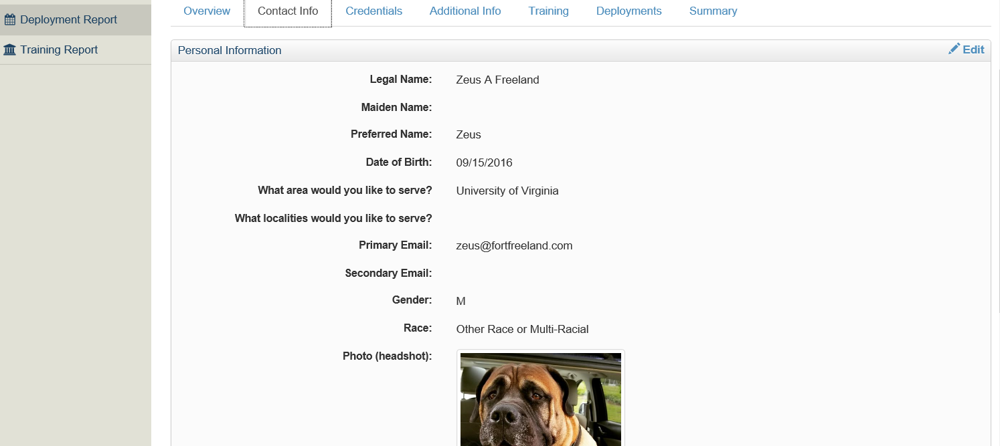 Deployment Report
Training Report
Overview Contact Info Credentials Additional Info Training Deployments Summary
Personal Information Edit
Legal Name: Zeus A Freeland
Maiden Name:
Preferred Name: Zeus
Date of Birth: 09/15/2016
What area would you like to serve? University of Virginia
What localities would you like to serve?
Primary Email: zeus@fortfreeland.com
Secondary Email:
Gender: M
Race: Other Race or Multi-Racial
Photo (headshot):